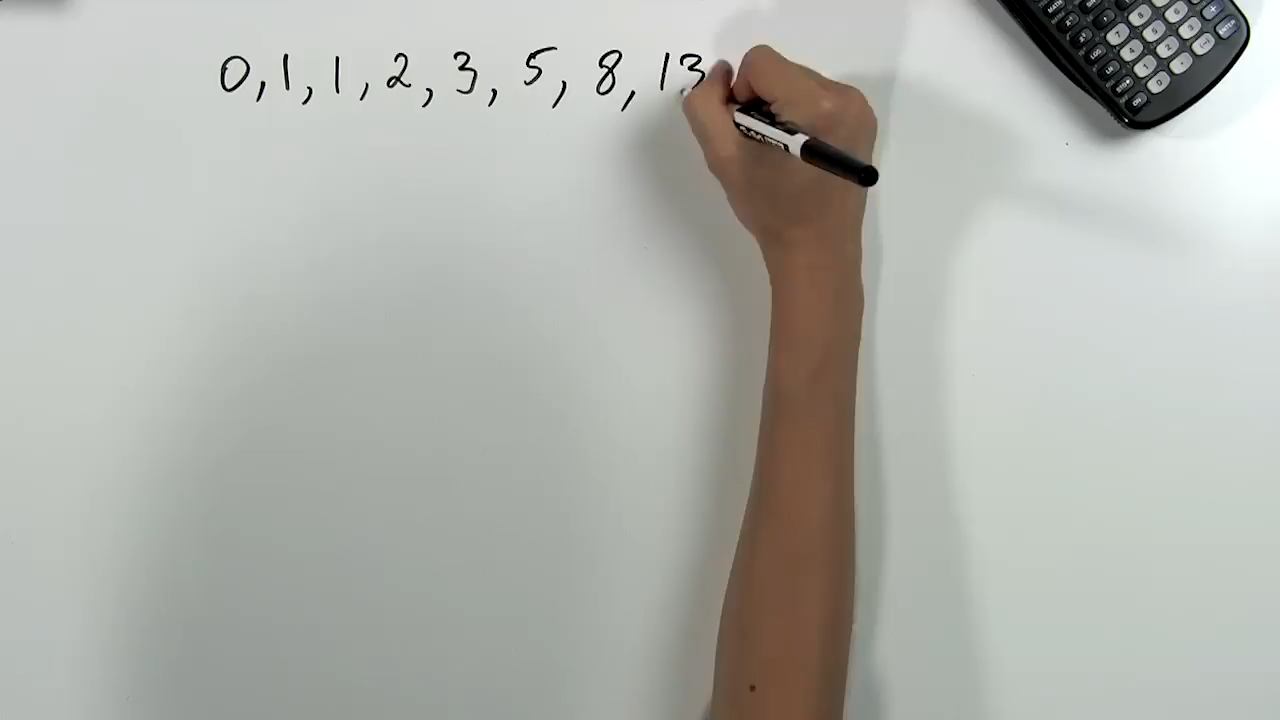 0, 1, 1, 2, 3, 5, 8, 13